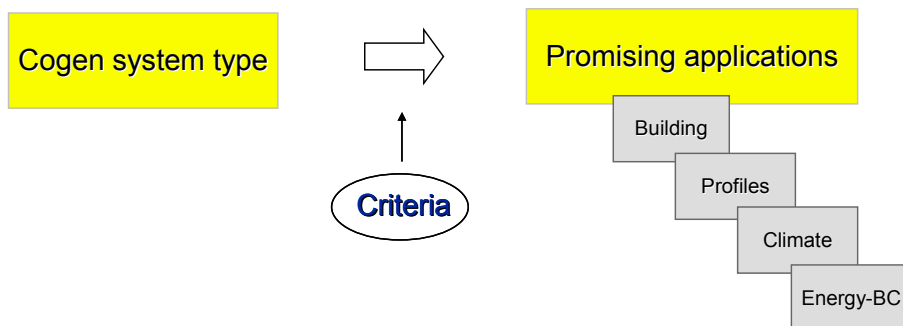 Cogen system type
Promising applications
Building
Profiles
Criteria
Climate
Energy-BC